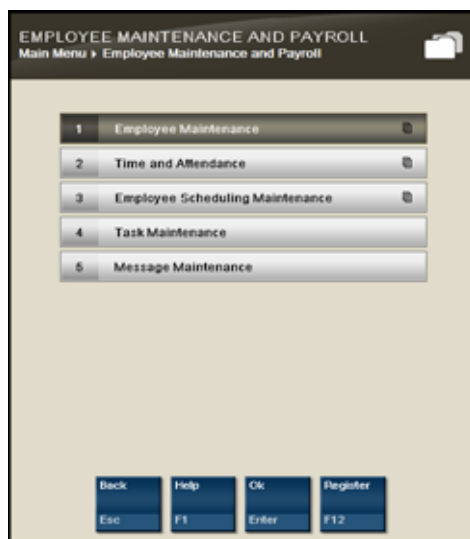 EMPLOYEE MAINTENANCE AND PAYROLL
Main Menu ▸ Employee Maintenance and Payroll
1 Employee Maintenance
2 Time and Attendance
3 Employee Scheduling Maintenance
4 Task Maintenance
5 Message Maintenance
Back Help Ok Register
Esc F1 Enter F12